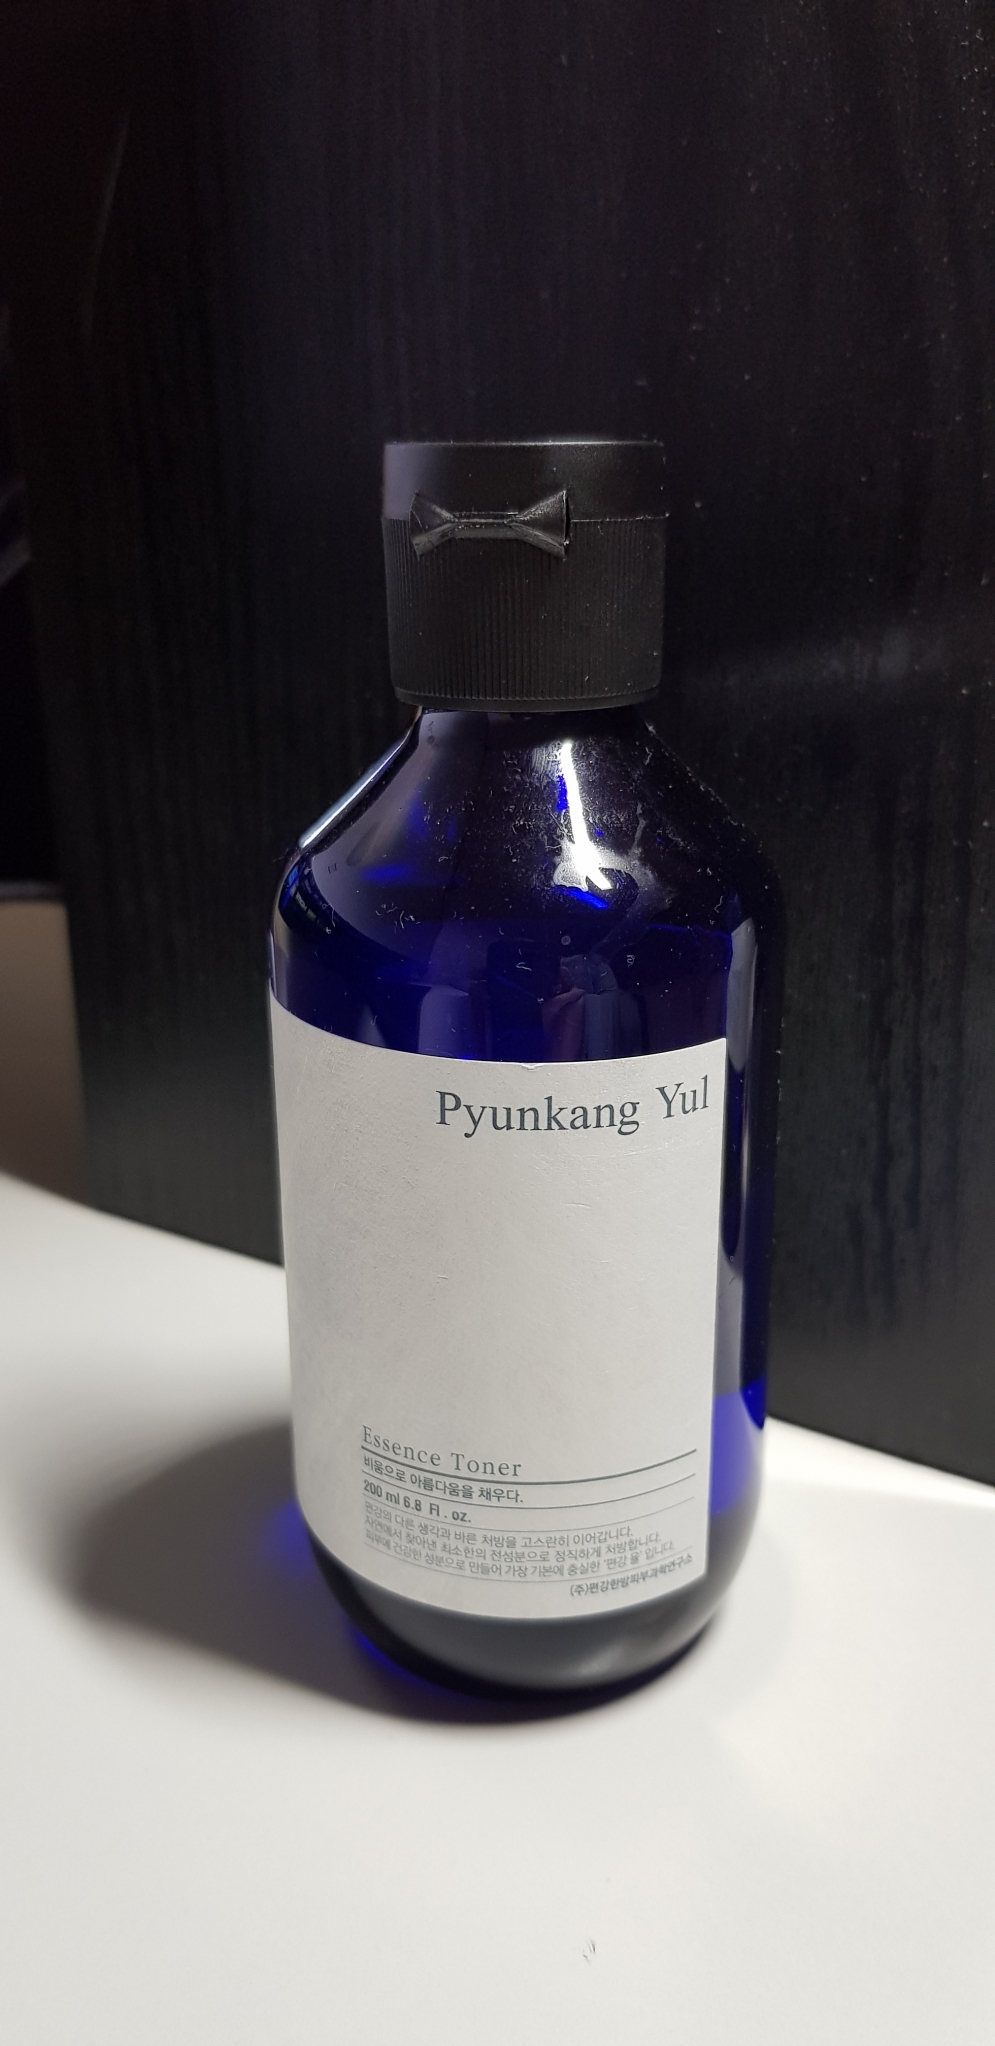 Pyunkang Yul
Essence Toner
비움으로 아름다움을 채우다.
200 ml 6.8 Fl . oz.
편강의 다른 생각과 바른 처방을 고스란히 이어갑니다.
자연에서 찾아낸 최소한의 전성분으로 정직하게 처방합니다.
피부에 건강한 성분으로 만들어 가장 기본에 충실한 '편강 율' 입니다.
(주)편강한방피부과학연구소